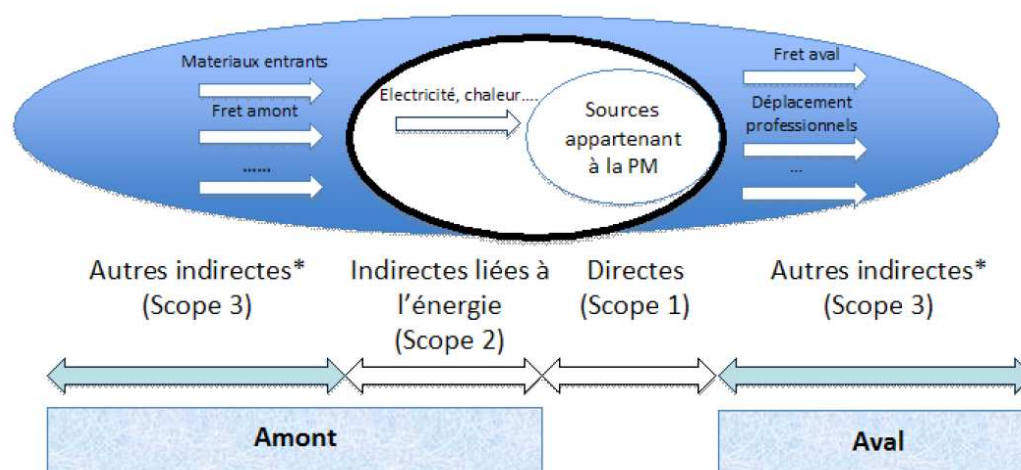 Materiaux entrants
Fret amont
......
Electricité, chaleur....
Sources
appartenant
à la PM
Fret aval
Déplacement
professionnels
...
Autres indirectes*
(Scope 3)
Indirectes liées à
l'énergie
(Scope 2)
Directes
(Scope 1)
Autres indirectes*
(Scope 3)
Amont
Aval